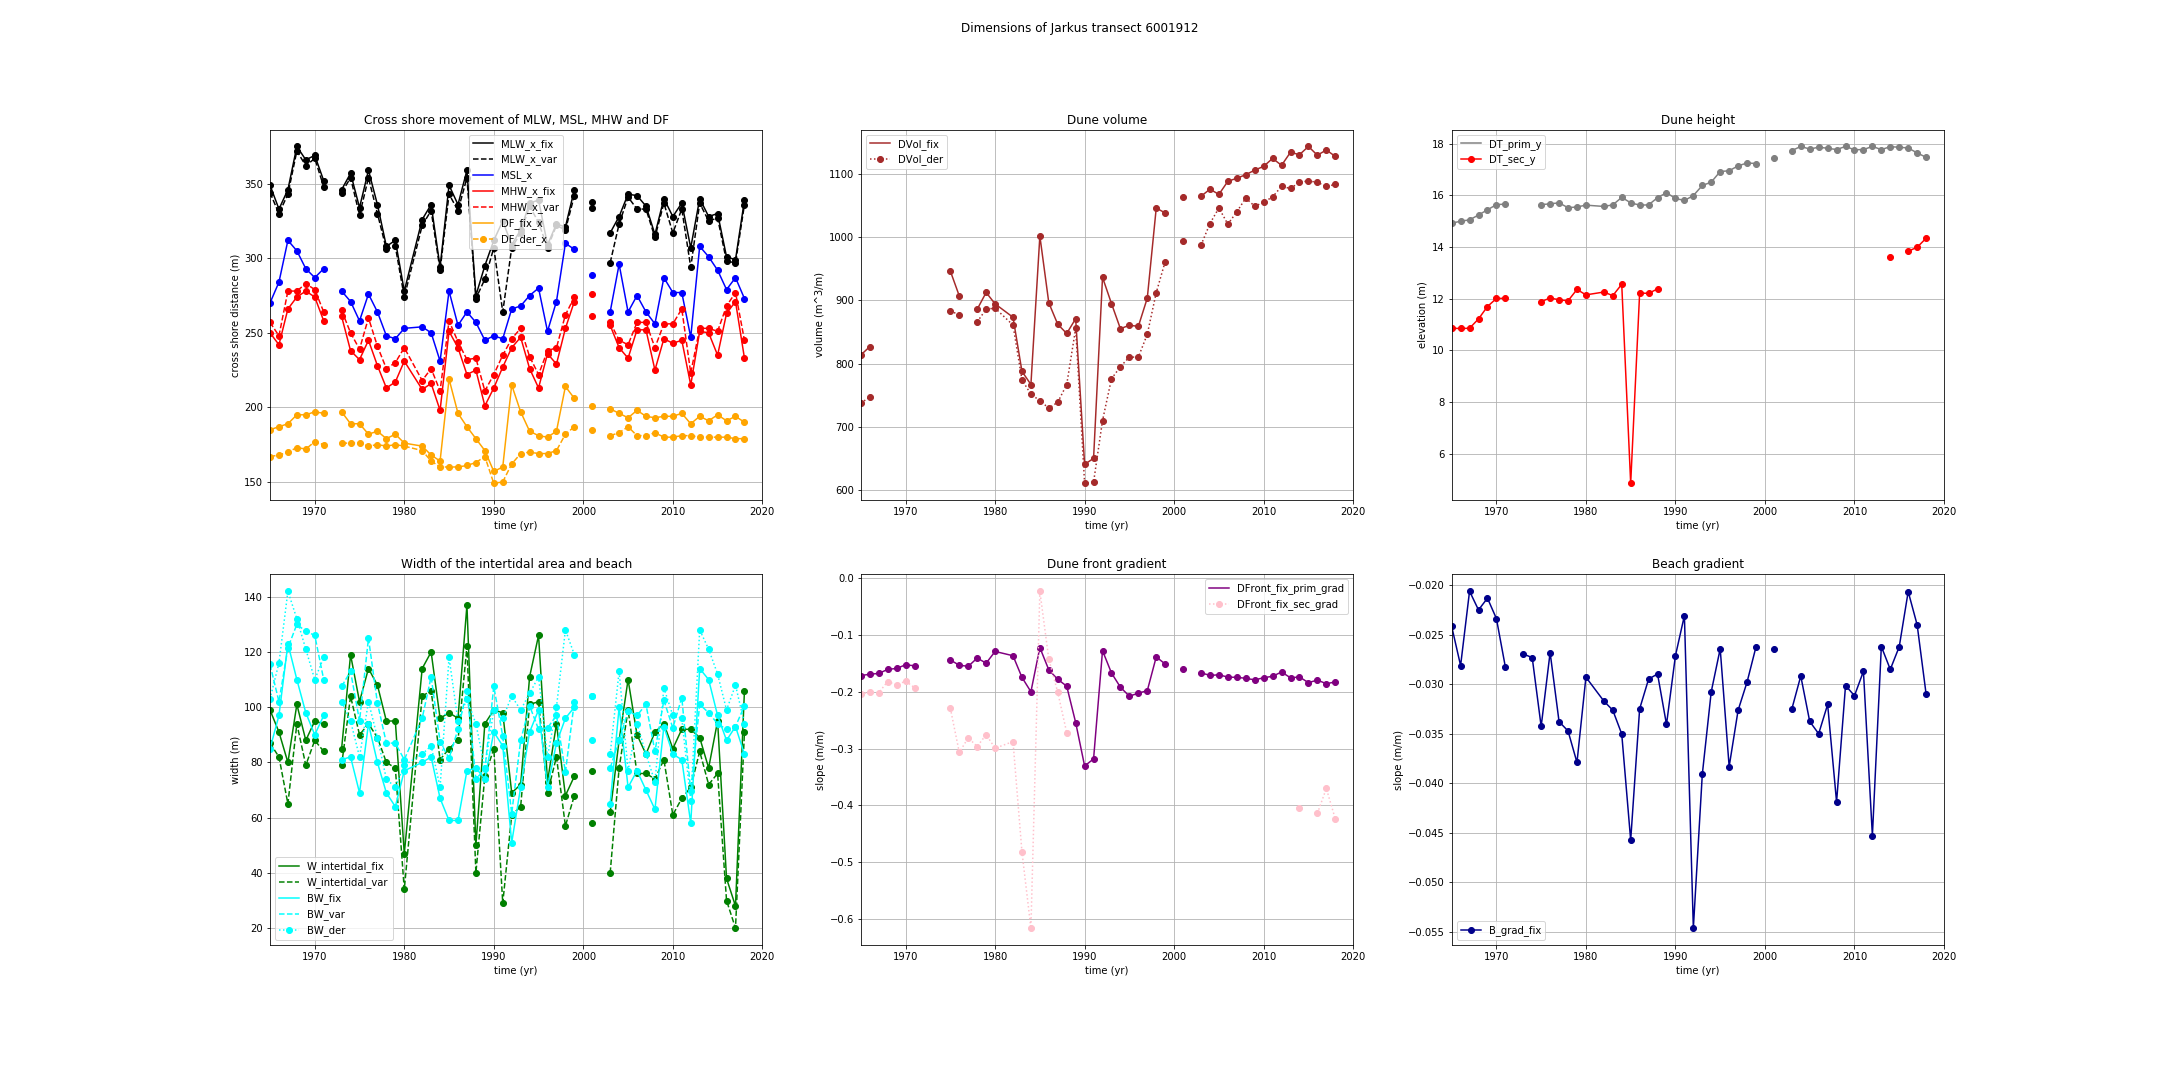 Dimensions of Jarkus transect 6001912
Cross shore movement of MLW, MSL, MHW and DF
MLW_x_fix
MLW_x_var
MSL_x
MHW_x_fix
MHW_x_var
DF_fix_x
DF_der_x
350
300
250
200
150
cross shore distance (m)
1970 1980 1990 2000 2010 2020
time (yr)
Dune volume
DVol_fix
DVol_der
1100
1000
900
800
700
600
volume (m^3/m)
1970 1980 1990 2000 2010 2020
time (yr)
Dune height
DT_prim_y
DT_sec_y
18
16
14
12
10
8
6
elevation (m)
1970 1980 1990 2000 2010 2020
time (yr)
Width of the intertidal area and beach
140
120
100
80
60
40
20
width (m)
W_intertidal_fix
W_intertidal_var
BW_fix
BW_var
BW_der
1970 1980 1990 2000 2010 2020
time (yr)
Dune front gradient
DFront_fix_prim_grad
DFront_fix_sec_grad
0.0
−0.1
−0.2
−0.3
−0.4
−0.5
−0.6
slope (m/m)
1970 1980 1990 2000 2010 2020
time (yr)
Beach gradient
−0.020
−0.025
−0.030
−0.035
−0.040
−0.045
−0.050
−0.055
slope (m/m)
B_grad_fix
1970 1980 1990 2000 2010 2020
time (yr)